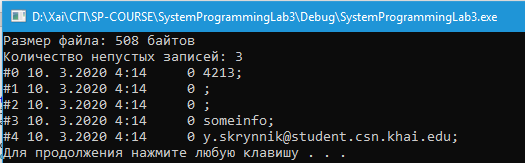 D:\Xai\СП\SP-COURSE\SystemProgrammingLab3\Debug\SystemProgrammingLab3.exe
Размер файла: 508 байтов
Количество непустых записей: 3
#0 10. 3.2020 4:14     0 4213;
#1 10. 3.2020 4:14     0 ;
#2 10. 3.2020 4:14     0 ;
#3 10. 3.2020 4:14     0 someinfo;
#4 10. 3.2020 4:14     0 y.skrynnik@student.csn.khai.edu;
Для продолжения нажмите любую клавишу . . .